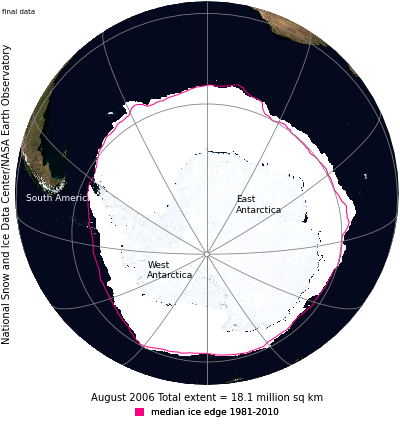 final data
National Snow and Ice Data Center/NASA Earth Observatory
South America
East
Antarctica
West
Antarctica
August 2006 Total extent = 18.1 million sq km
median ice edge 1981-2010